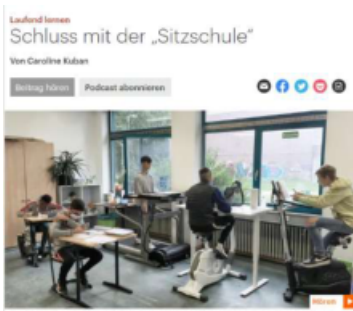 Laufend lernen
Schluss mit der „Sitzschule“
Von Caroline Kuban
Beitrag hören
Podcast abonnieren
Hören